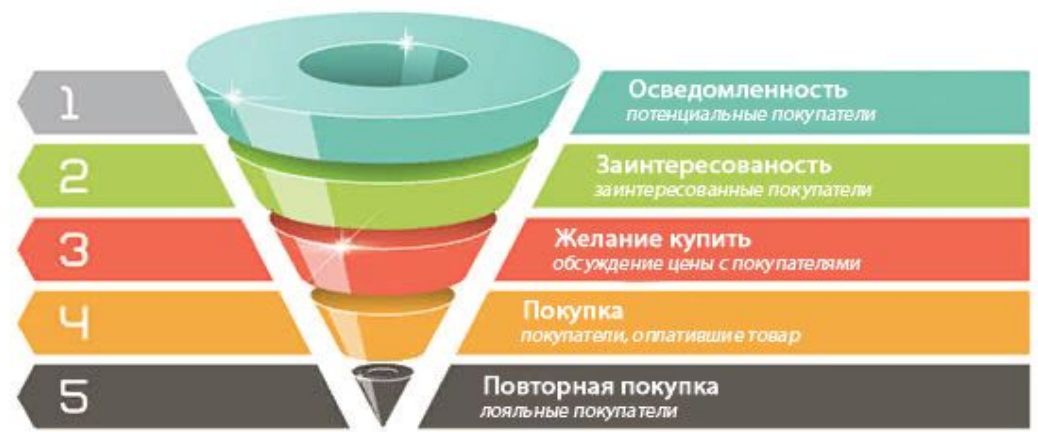 1
Осведомленность
потенциальные покупатели
2
Заинтересованость
заинтересованные покупатели
3
Желание купить
обсуждение цены с покупателями
4
Покупка
покупатели, оплатившие товар
5
Повторная покупка
лояльные покупатели